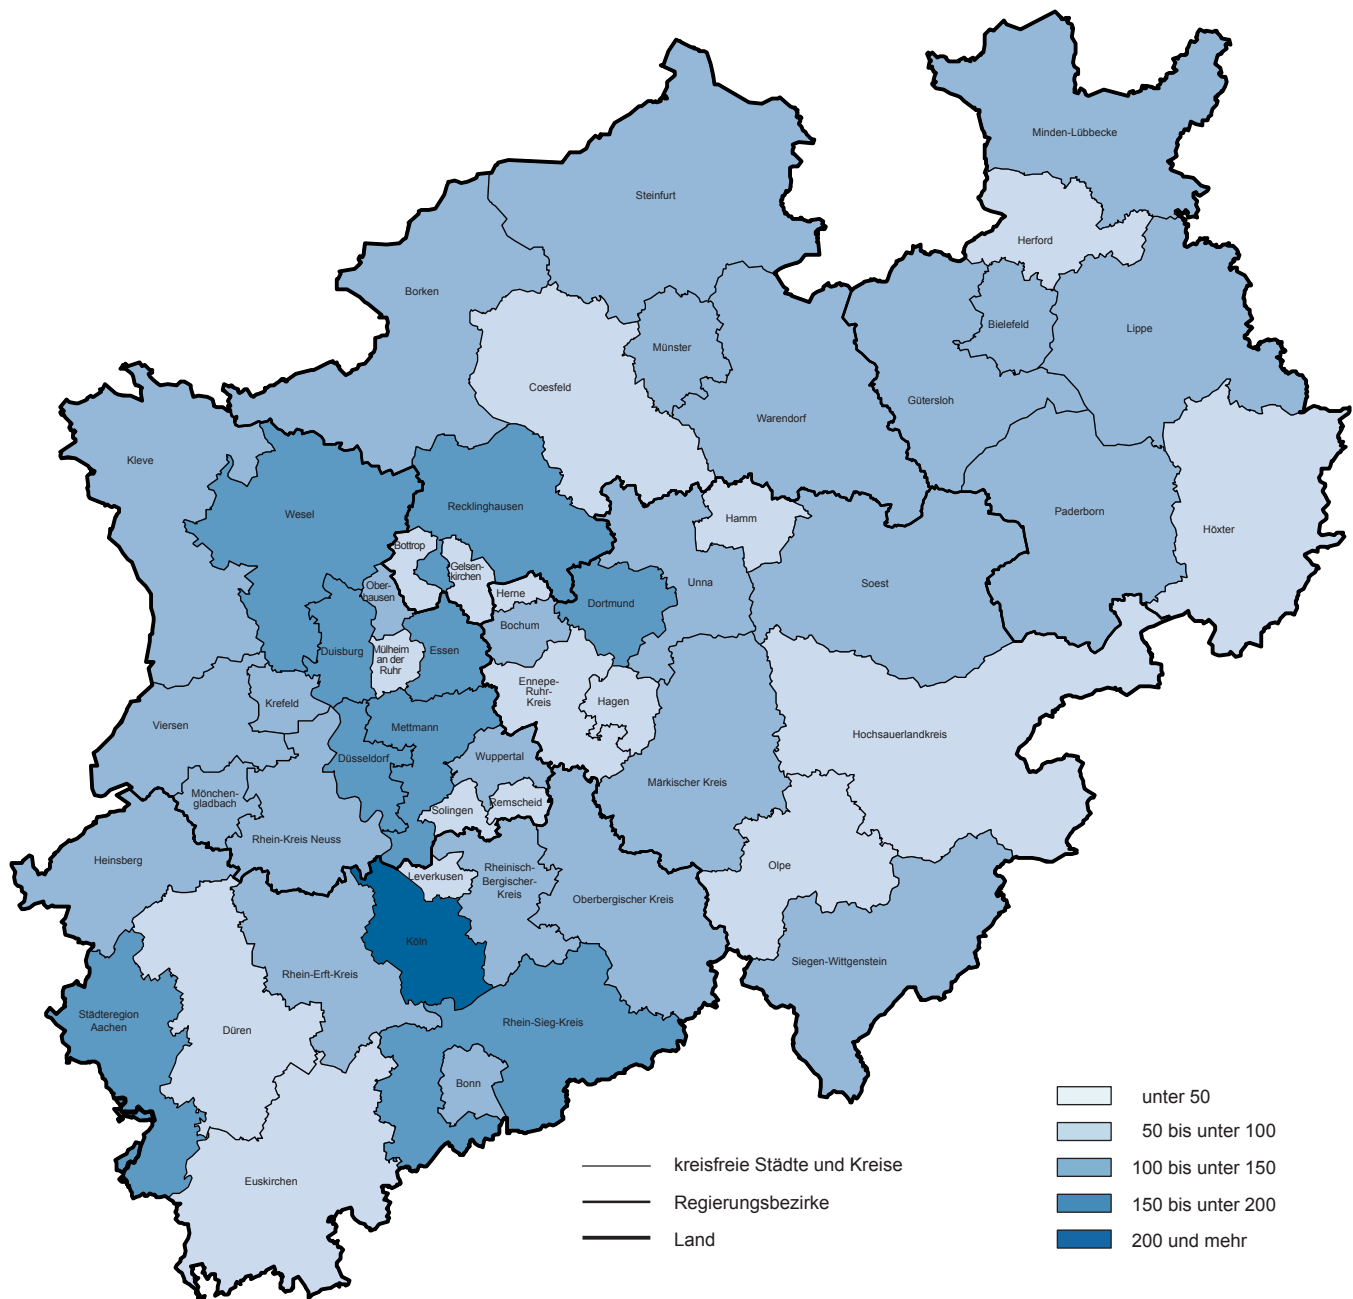 Minden-Lübbecke
Steinfurt
Herford
Borken
Bielefeld
Lippe
Münster
Coesfeld
Gütersloh
Warendorf
Kleve
Recklinghausen
Wesel
Paderborn
Hamm
Höxter
Bottrop
Gelsen-
kirchen
Unna
Soest
Ober-
hausen
Herne
Dortmund
Bochum
Duisburg
Mülheim
an der
Ruhr
Essen
Ennepe-
Ruhr-
Kreis
Hagen
Krefeld
Viersen
Mettmann
Hochsauerlandkreis
Düsseldorf
Wuppertal
Märkischer Kreis
Mönchen-
gladbach
Solingen
Remscheid
Rhein-Kreis Neuss
Heinsberg
Olpe
Leverkusen
Rheinisch-
Bergischer-
Kreis
Oberbergischer Kreis
Köln
Siegen-Wittgenstein
Rhein-Erft-Kreis
Städteregion
Aachen
Düren
Rhein-Sieg-Kreis
Bonn
Euskirchen
kreisfreie Städte und Kreise
Regierungsbezirke
Land
unter 50
50 bis unter 100
100 bis unter 150
150 bis unter 200
200 und mehr